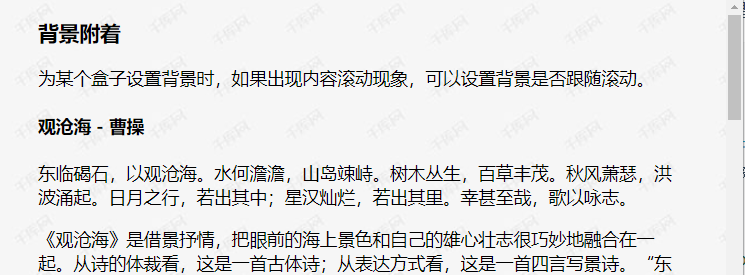 背景附着
为某个盒子设置背景时，如果出现内容滚动现象，可以设置背景是否跟随滚动。
观沧海 - 曹操
东临碣石，以观沧海。水何澹澹，山岛竦峙。树木丛生，百草丰茂。秋风萧瑟，洪
波涌起。日月之行，若出其中；星汉灿烂，若出其里。幸甚至哉，歌以咏志。
《观沧海》是借景抒情，把眼前的海上景色和自己的雄心壮志很巧妙地融合在一
起。从诗的体裁看，这是一首古体诗；从表达方式看，这是一首四言写景诗。“东